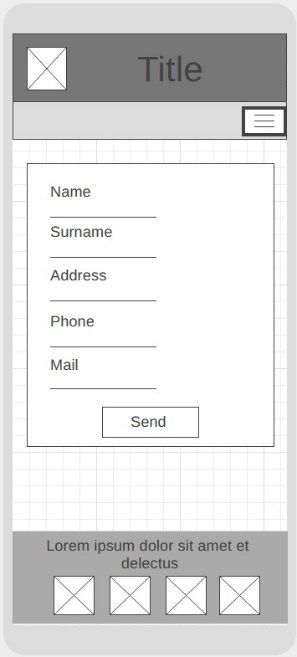 Title
Name
Surname
Address
Phone
Mail
Send
Lorem ipsum dolor sit amet et
delectus